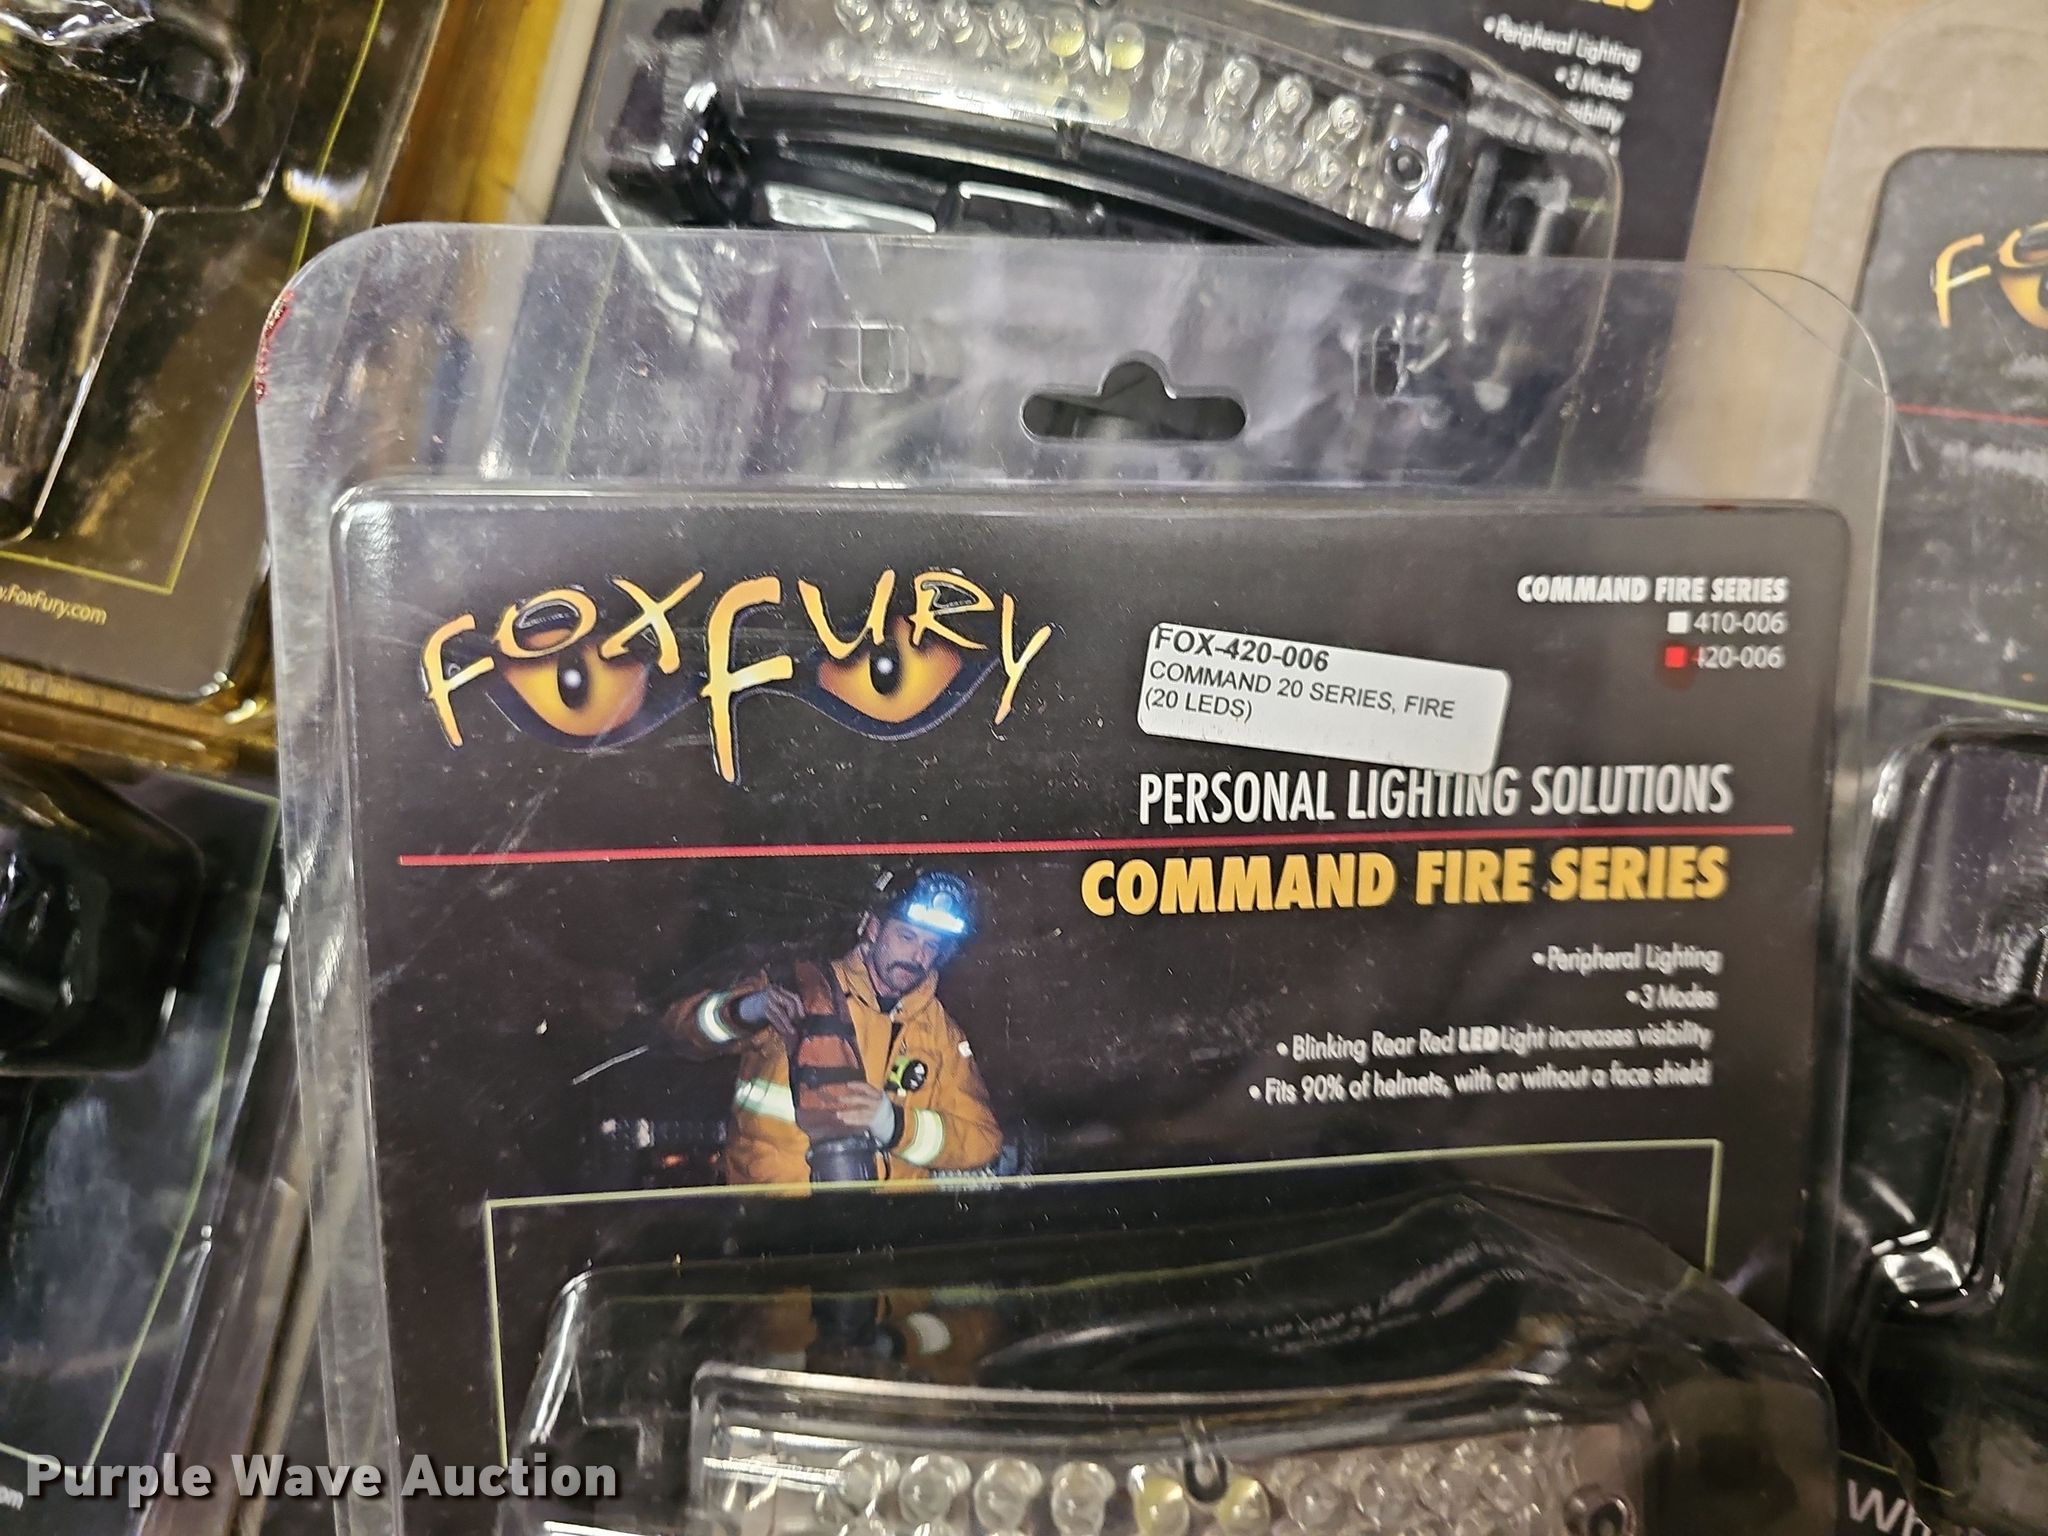 •Peripheral Lighting
•3 Modes
FoxFury.com
FOXFURY
COMMAND FIRE SERIES
410-006
420-006
FOX-420-006
COMMAND 20 SERIES, FIRE
(20 LEDS)
PERSONAL LIGHTING SOLUTIONS
COMMAND FIRE SERIES
•Peripheral Lighting
•3 Modes
• Blinking Rear Red LED Light increases visibility
• Fits 90% of helmets, with or without a face shield
Purple Wave Auction